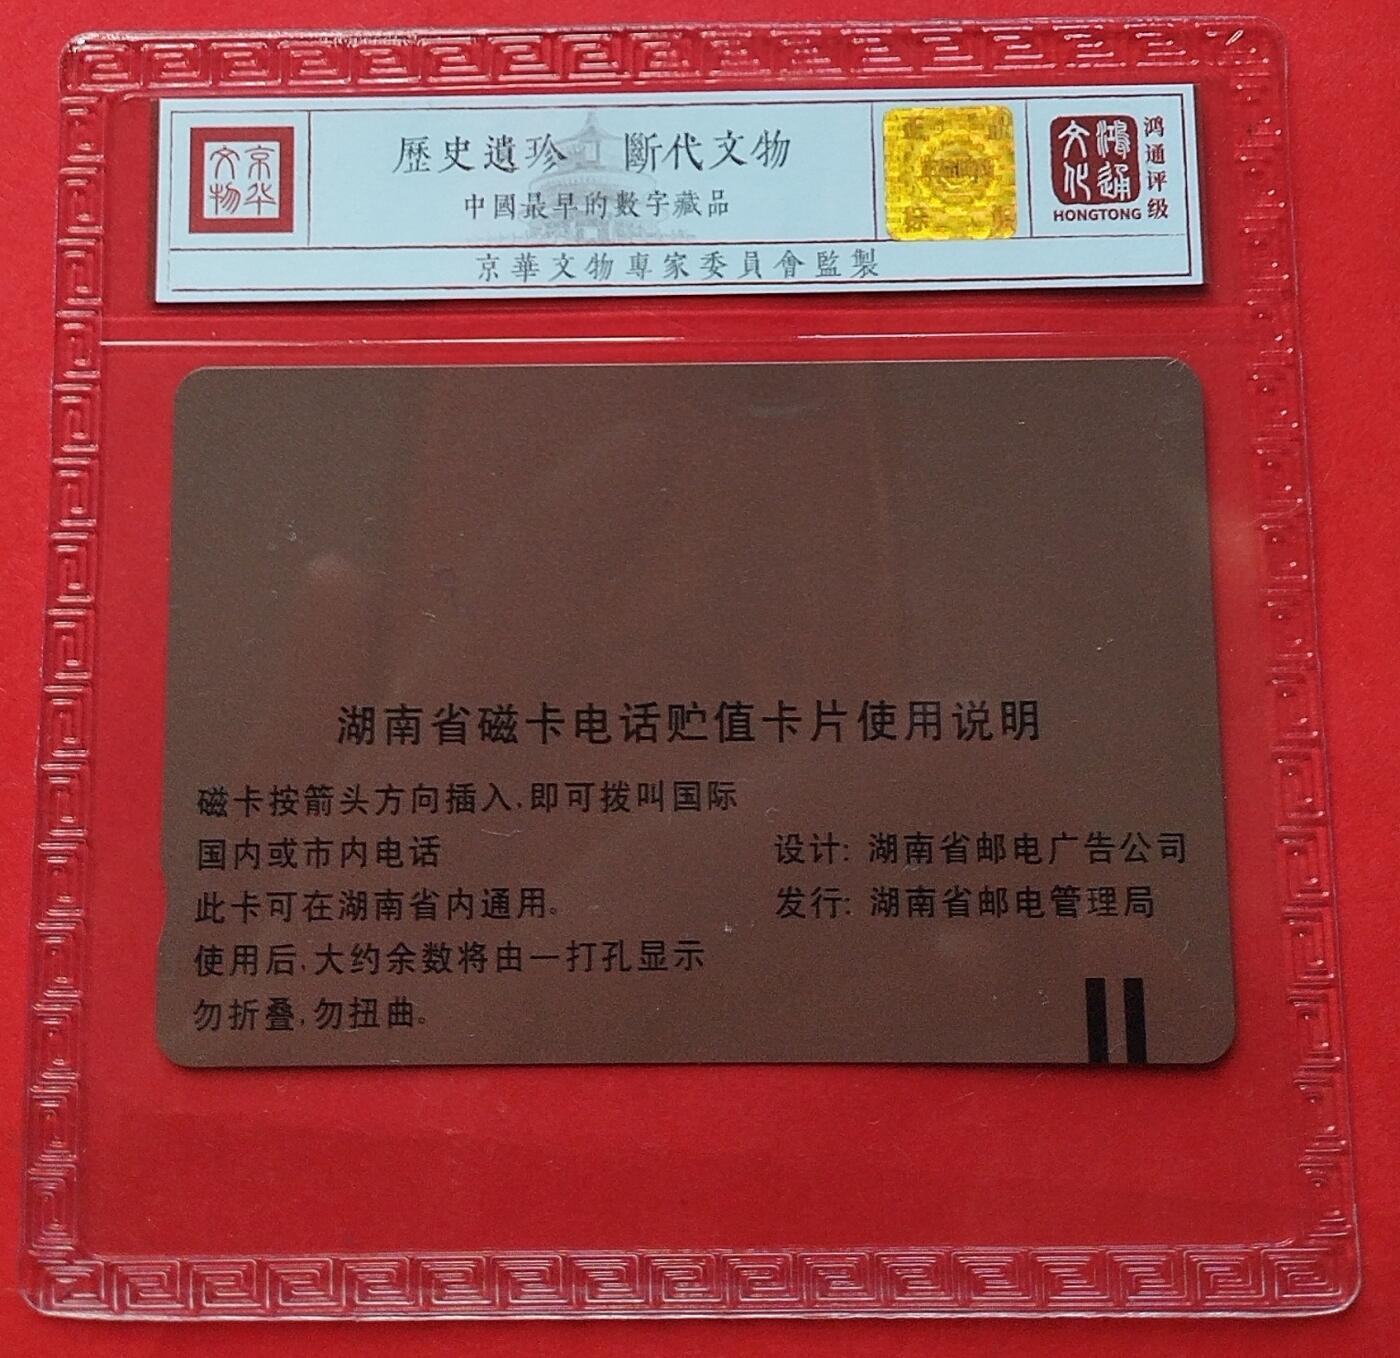 京华
文物
歷史遺珍 斷代文物
中國最早的數字藏品
京華文物專家委員會監製
鸿通
文化
HONGTONG
鸿通评级
湖南省磁卡电话贮值卡片使用说明
磁卡按箭头方向插入,即可拨叫国际
国内或市内电话
此卡可在湖南省内通用。
使用后,大约余数将由一打孔显示
勿折叠,勿扭曲。
设计: 湖南省邮电广告公司
发行: 湖南省邮电管理局